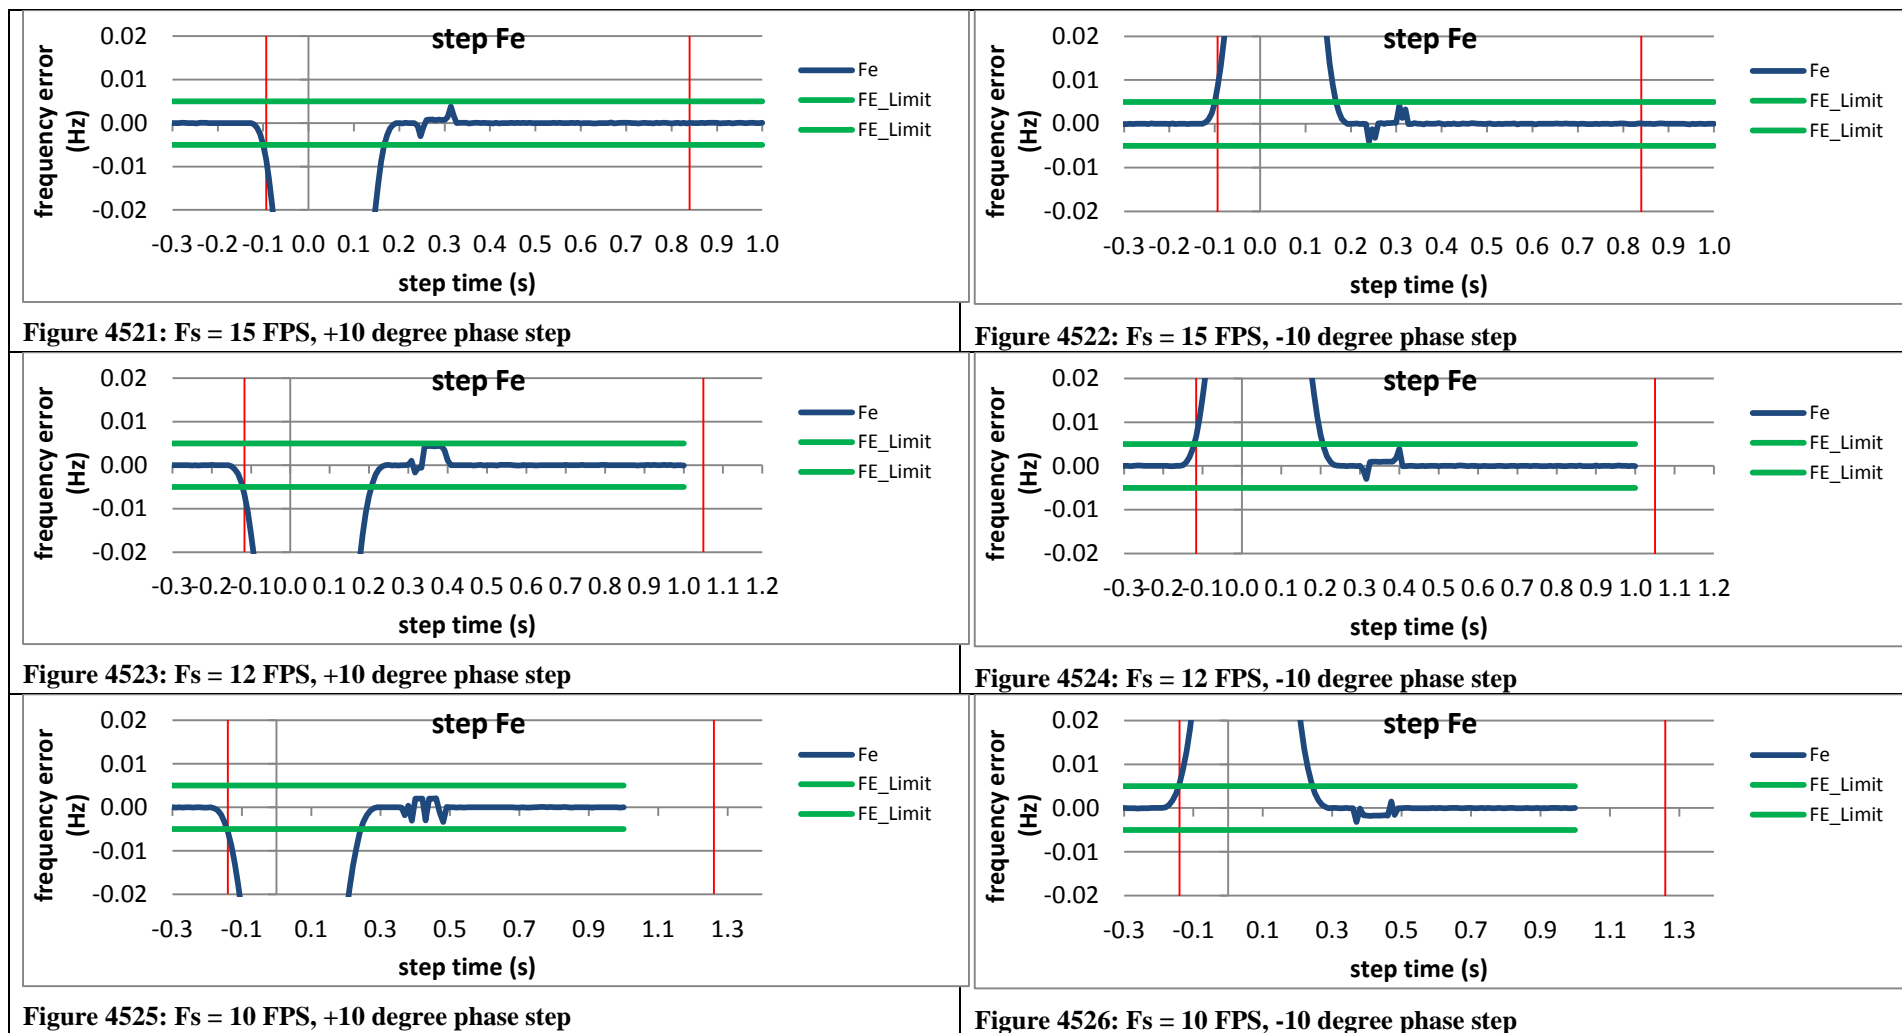 step Fe
0.02
0.01
0.00
-0.01
-0.02
frequency error
(Hz)
-0.3 -0.2 -0.1 0.0 0.1 0.2 0.3 0.4 0.5 0.6 0.7 0.8 0.9 1.0
step time (s)
Fe
FE_Limit
FE_Limit
Figure 4521: Fs = 15 FPS, +10 degree phase step
step Fe
0.02
0.01
0.00
-0.01
-0.02
frequency error
(Hz)
-0.3 -0.2 -0.1 0.0 0.1 0.2 0.3 0.4 0.5 0.6 0.7 0.8 0.9 1.0
step time (s)
Fe
FE_Limit
FE_Limit
Figure 4522: Fs = 15 FPS, -10 degree phase step
step Fe
0.02
0.01
0.00
-0.01
-0.02
frequency error
(Hz)
-0.3 -0.2 -0.1 0.0 0.2 0.3 0.4 0.5 0.6 0.7 0.8 0.9 1.0 1.1 1.2
step time (s)
Fe
FE_Limit
FE_Limit
Figure 4523: Fs = 12 FPS, +10 degree phase step
step Fe
0.02
0.01
0.00
-0.01
-0.02
frequency error
(Hz)
-0.3 -0.2 -0.1 0.0 0.2 0.3 0.4 0.5 0.6 0.7 0.8 0.9 1.0 1.1 1.2
step time (s)
Fe
FE_Limit
FE_Limit
Figure 4524: Fs = 12 FPS, -10 degree phase step
step Fe
0.02
0.01
0.00
-0.01
-0.02
frequency error
(Hz)
-0.3 -0.1 0.1 0.3 0.5 0.7 0.9 1.1 1.3
step time (s)
Fe
FE_Limit
FE_Limit
Figure 4525: Fs = 10 FPS, +10 degree phase step
step Fe
0.02
0.01
0.00
-0.01
-0.02
frequency error
(Hz)
-0.3 -0.1 0.1 0.3 0.5 0.7 0.9 1.1 1.3
step time (s)
Fe
FE_Limit
FE_Limit
Figure 4526: Fs = 10 FPS, -10 degree phase step